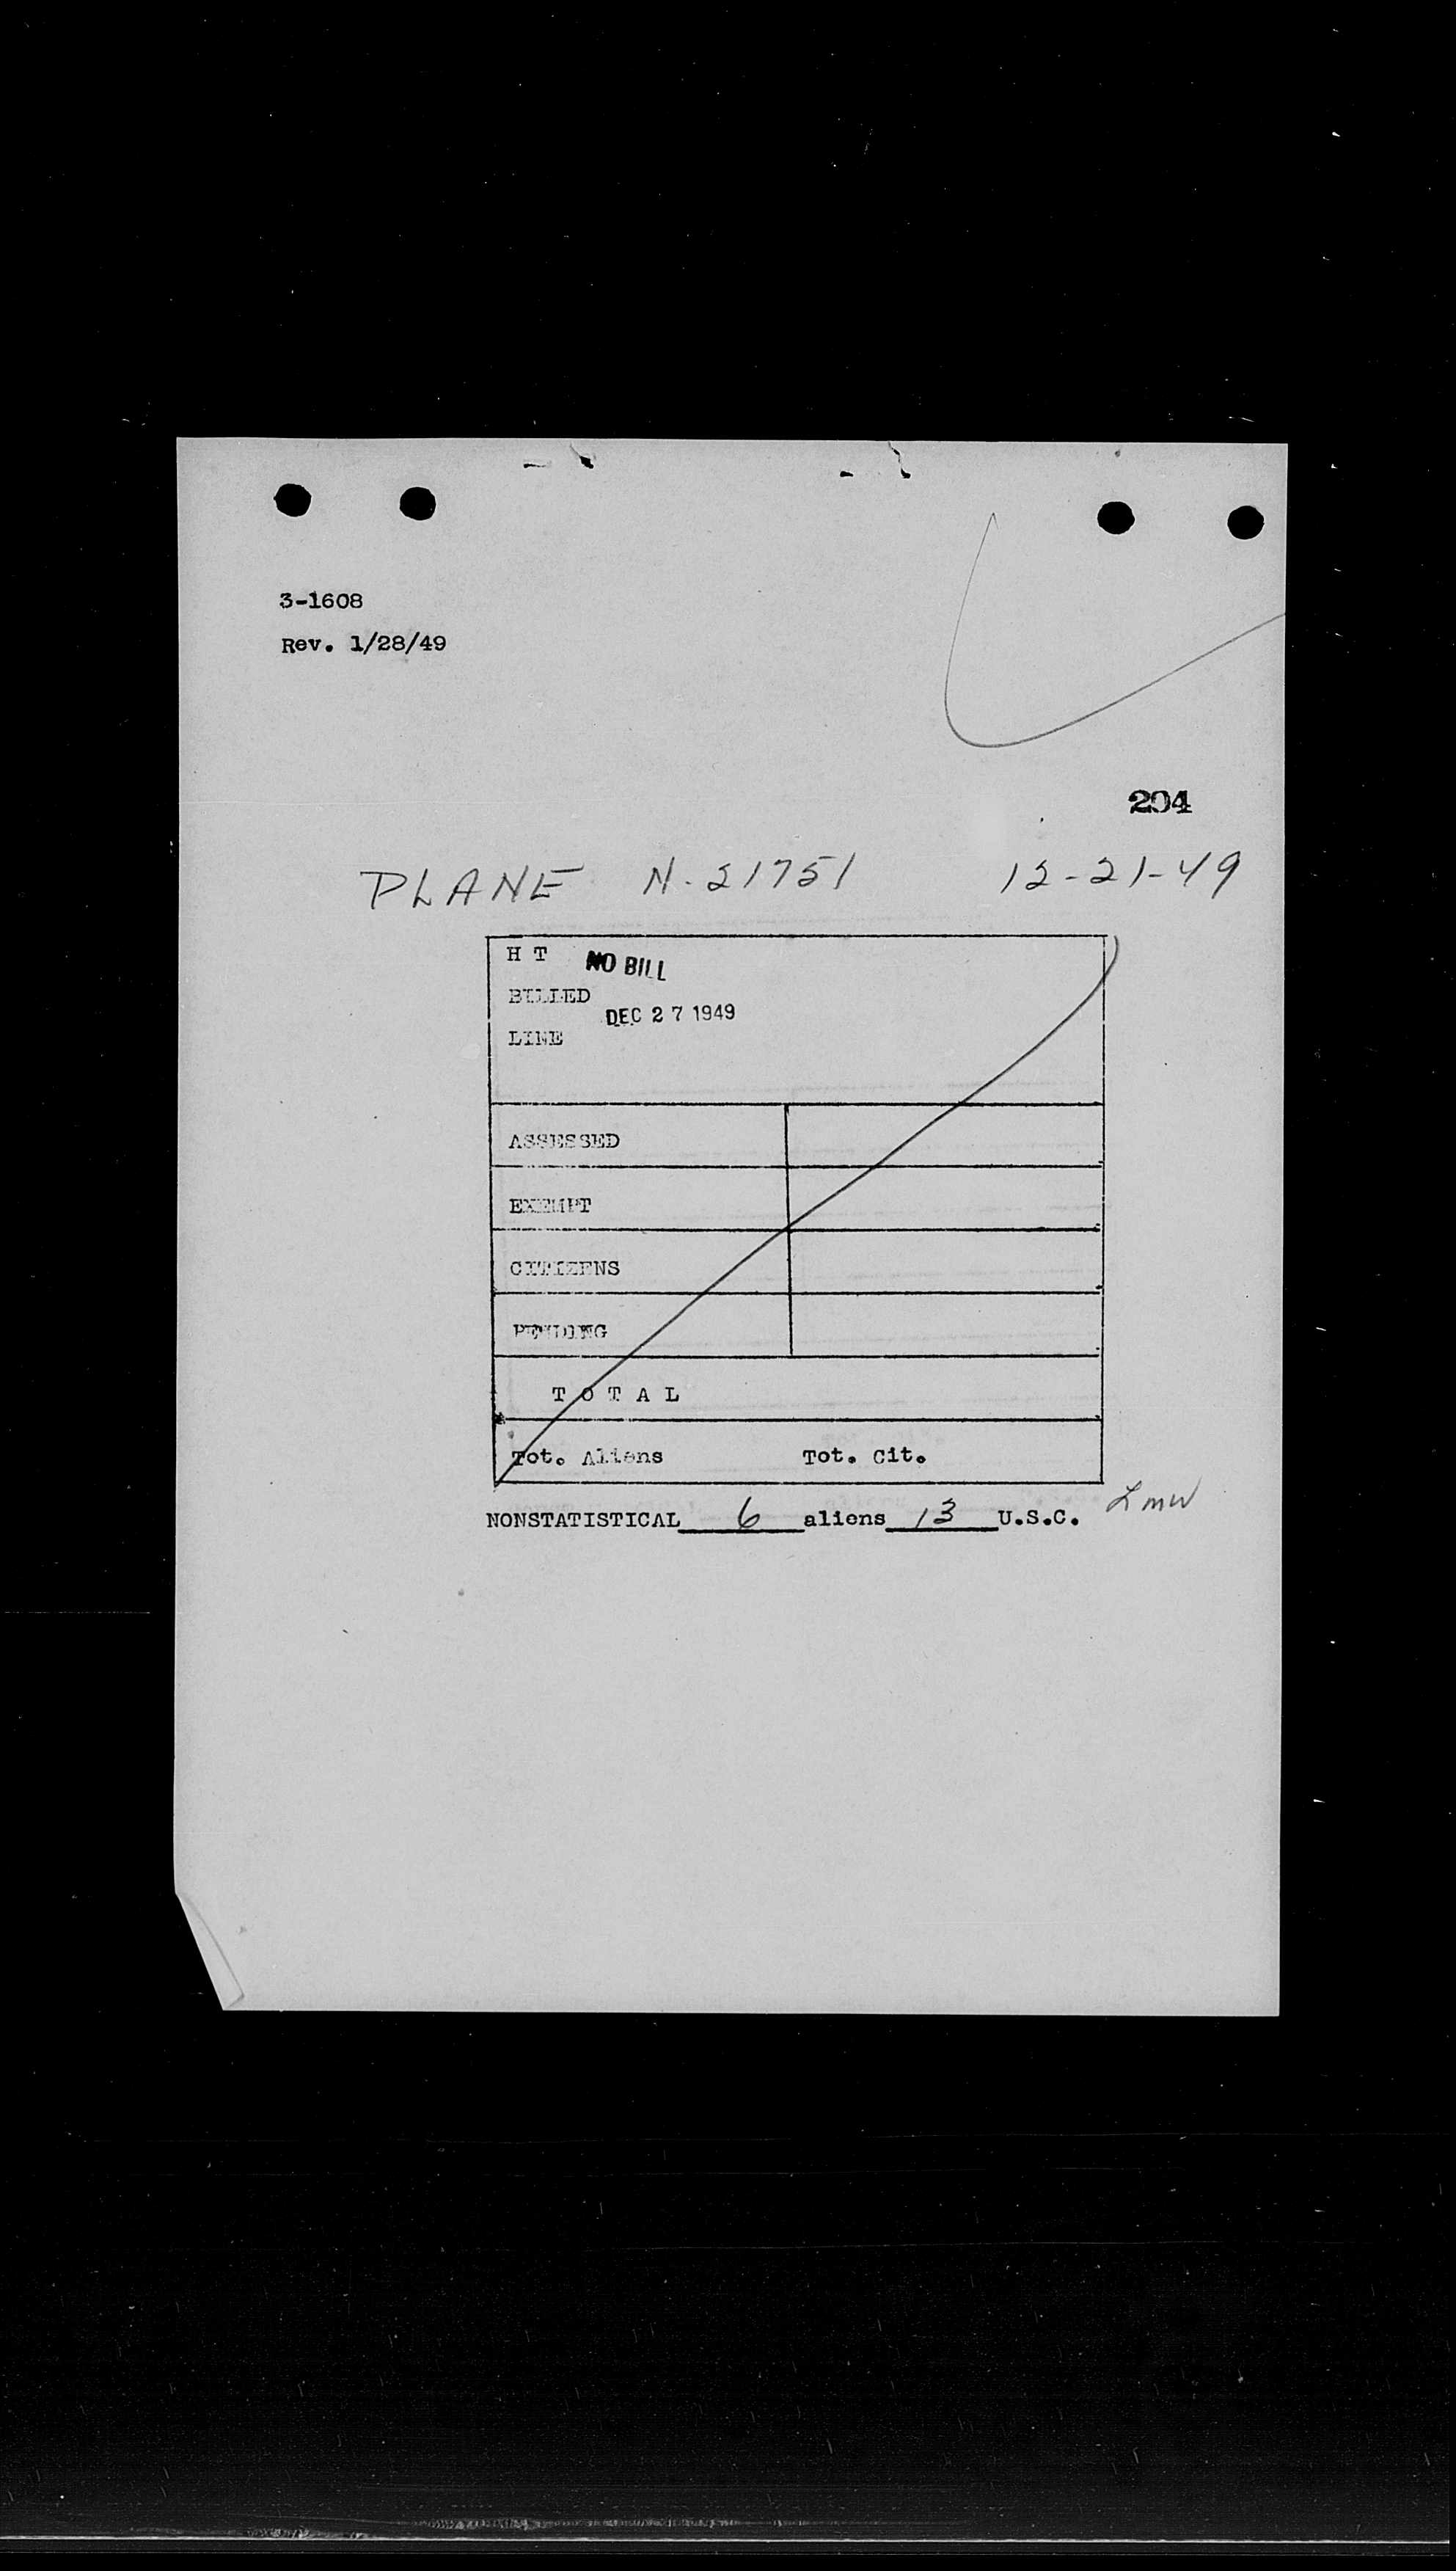 3-1608
Rev. 1/28/49
204
PLANE N-21751 12-21-49
H T NO BILL
BILLED
DEC 27 1949
LINE
ASSESSED
EXEMPT
CITIZENS
PENDING
T O T A L
Tot. Aliens Tot. Cit.
NONSTATISTICAL 6 aliens 13 U.S.C. LMW